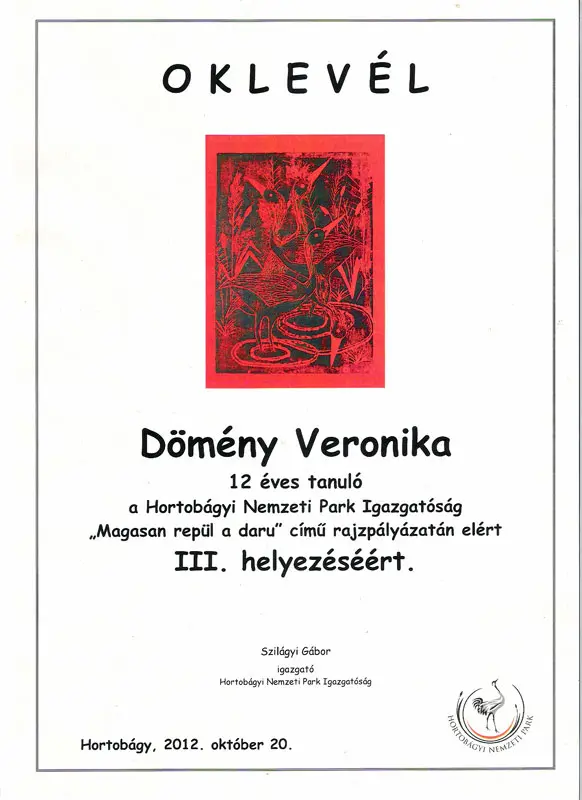 OKLEVÉL
Dömény Veronika
12 éves tanuló
a Hortobágyi Nemzeti Park Igazgatóság
„Magasan repül a daru” című rajzpályázatán elért
III. helyezéséért.
Szilágyi Gábor
igazgató
Hortobágyi Nemzeti Park Igazgatóság
HORTOBÁGYI NEMZETI PARK
Hortobágy, 2012. október 20.